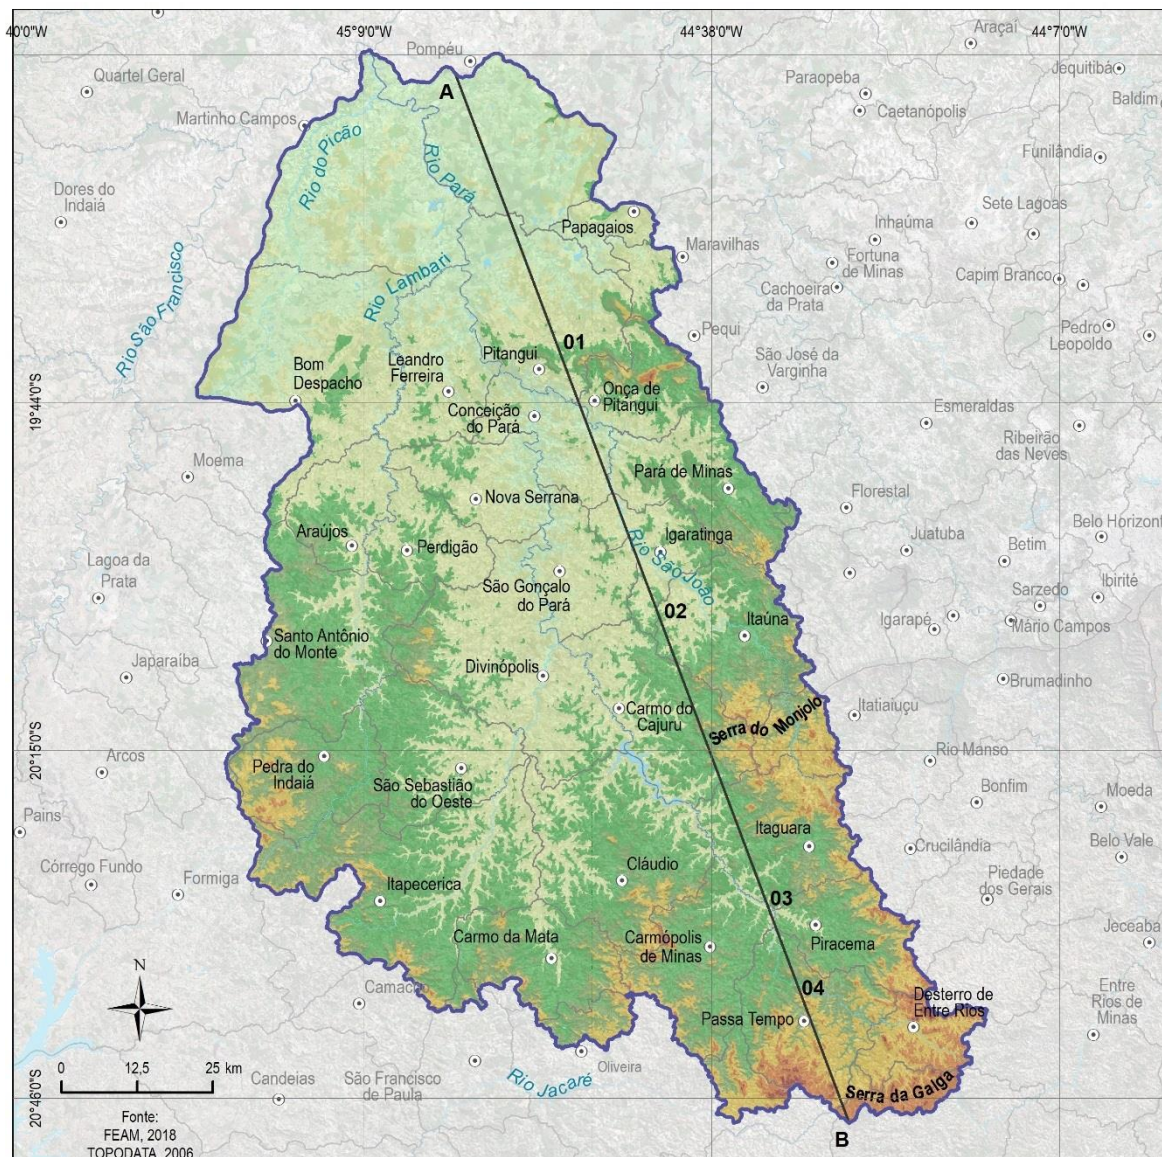 40'0"W
45°9'0"W
44°38'0"W
44°7'0"W
Pompéu
Araçaí
Quartel Geral
Paraopeba
Jequitibá
A
Caetanópolis
Baldim
Martinho Campos
Rio do Picão
Rio Pará
Funilândia
Dores do
Indaiá
Sete Lagoas
Papagaios
Inhaúma
Maravilhas
Fortuna
de Minas
Capim Branco
Rio São Francisco
Rio Lambari
Cachoeira
da Prata
01
Pequi
Pedro
Leopoldo
Bom
Despacho
Leandro
Ferreira
Pitangui
São José da
Varginha
19°44'0"S
Conceição
do Pará
Onça de
Pitangui
Esmeraldas
Ribeirão
das Neves
Moema
Pará de Minas
Nova Serrana
Florestal
Araújos
Perdigão
Igaratinga
Rio São João
Juatuba
Belo Horizont
Betim
Lagoa da
Prata
São Gonçalo
do Pará
02
Sarzedo
Ibirité
Igarapé
Mário Campos
Santo Antônio
do Monte
Itaúna
Japaraíba
Divinópolis
Brumadinho
Carmo do
Cajuru
Serra do Monjolo
Itatiaiuçu
20°15'0"S
Arcos
Pedra do
Indaiá
São Sebastião
do Oeste
Rio Manso
Bonfim
Moeda
Pains
Itaguara
Crucilândia
Belo Vale
Córrego Fundo
Formiga
Cláudio
Piedade
dos Gerais
Itapecerica
03
Carmo da Mata
Carmópolis
de Minas
Piracema
Jeceaba
N
Camacho
04
Desterro de
Entre Rios
Entre
Rios de
Minas
Passa Tempo
0
12,5
25 km
Oliveira
Candeias
São Francisco
de Paula
Rio Jacaré
Serra da Galga
20°46'0"S
B
Fonte:
FEAM, 2018
TOPODATA, 2006